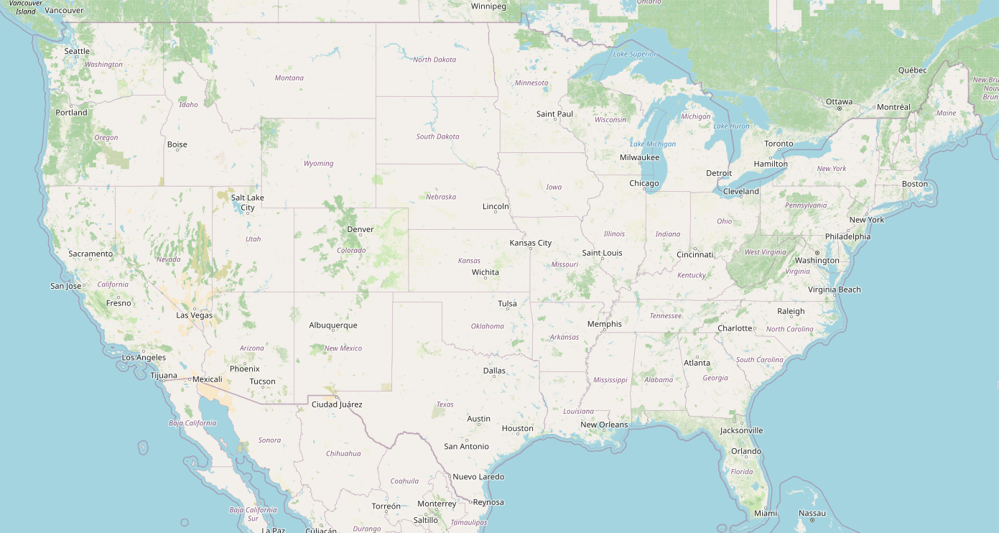 Vancouver
Island
Vancouver
Winnipeg
Ontario
Seattle
Washington
Montana
North Dakota
Minnesota
Lake Superior
Québec
Ottawa
Montréal
Maine
Portland
Idaho
Oregon
Boise
Wyoming
South Dakota
Saint Paul
Wisconsin
Michigan
Lake Huron
Lake Michigan
Milwaukee
Chicago
Detroit
Toronto
Hamilton
New York
Boston
Cleveland
Salt Lake
City
Nebraska
Lincoln
Iowa
Pennsylvania
New York
Philadelphia
Ohio
Indiana
Illinois
Utah
Denver
Colorado
Kansas City
Kansas
Wichita
Saint Louis
Missouri
Cincinnati
West Virginia
Washington
Virginia
Kentucky
Virginia Beach
Sacramento
Nevada
San Jose
California
Fresno
Las Vegas
Albuquerque
Tulsa
Oklahoma
Memphis
Tennessee
Raleigh
Charlotte
North Carolina
Arkansas
Arizona
New Mexico
Los Angeles
Phoenix
Tijuana
Mexicali
Tucson
Dallas
Mississippi
Alabama
Atlanta
Georgia
South Carolina
Ciudad Juárez
Texas
Louisiana
Baja California
Sonora
Chihuahua
Austin
Houston
New Orleans
Jacksonville
San Antonio
Orlando
Florida
Coahuila
Nuevo Laredo
Reynosa
Monterrey
Torreón
Saltillo
Tamaulipas
Durango
Baja California
Sur
La Paz
Culiacán
Miami
Nassau